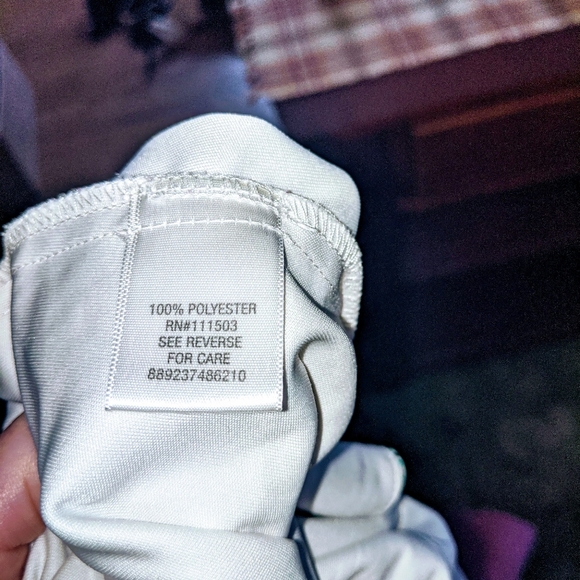 100% POLYESTER
RN#111503
SEE REVERSE
FOR CARE
889237486210